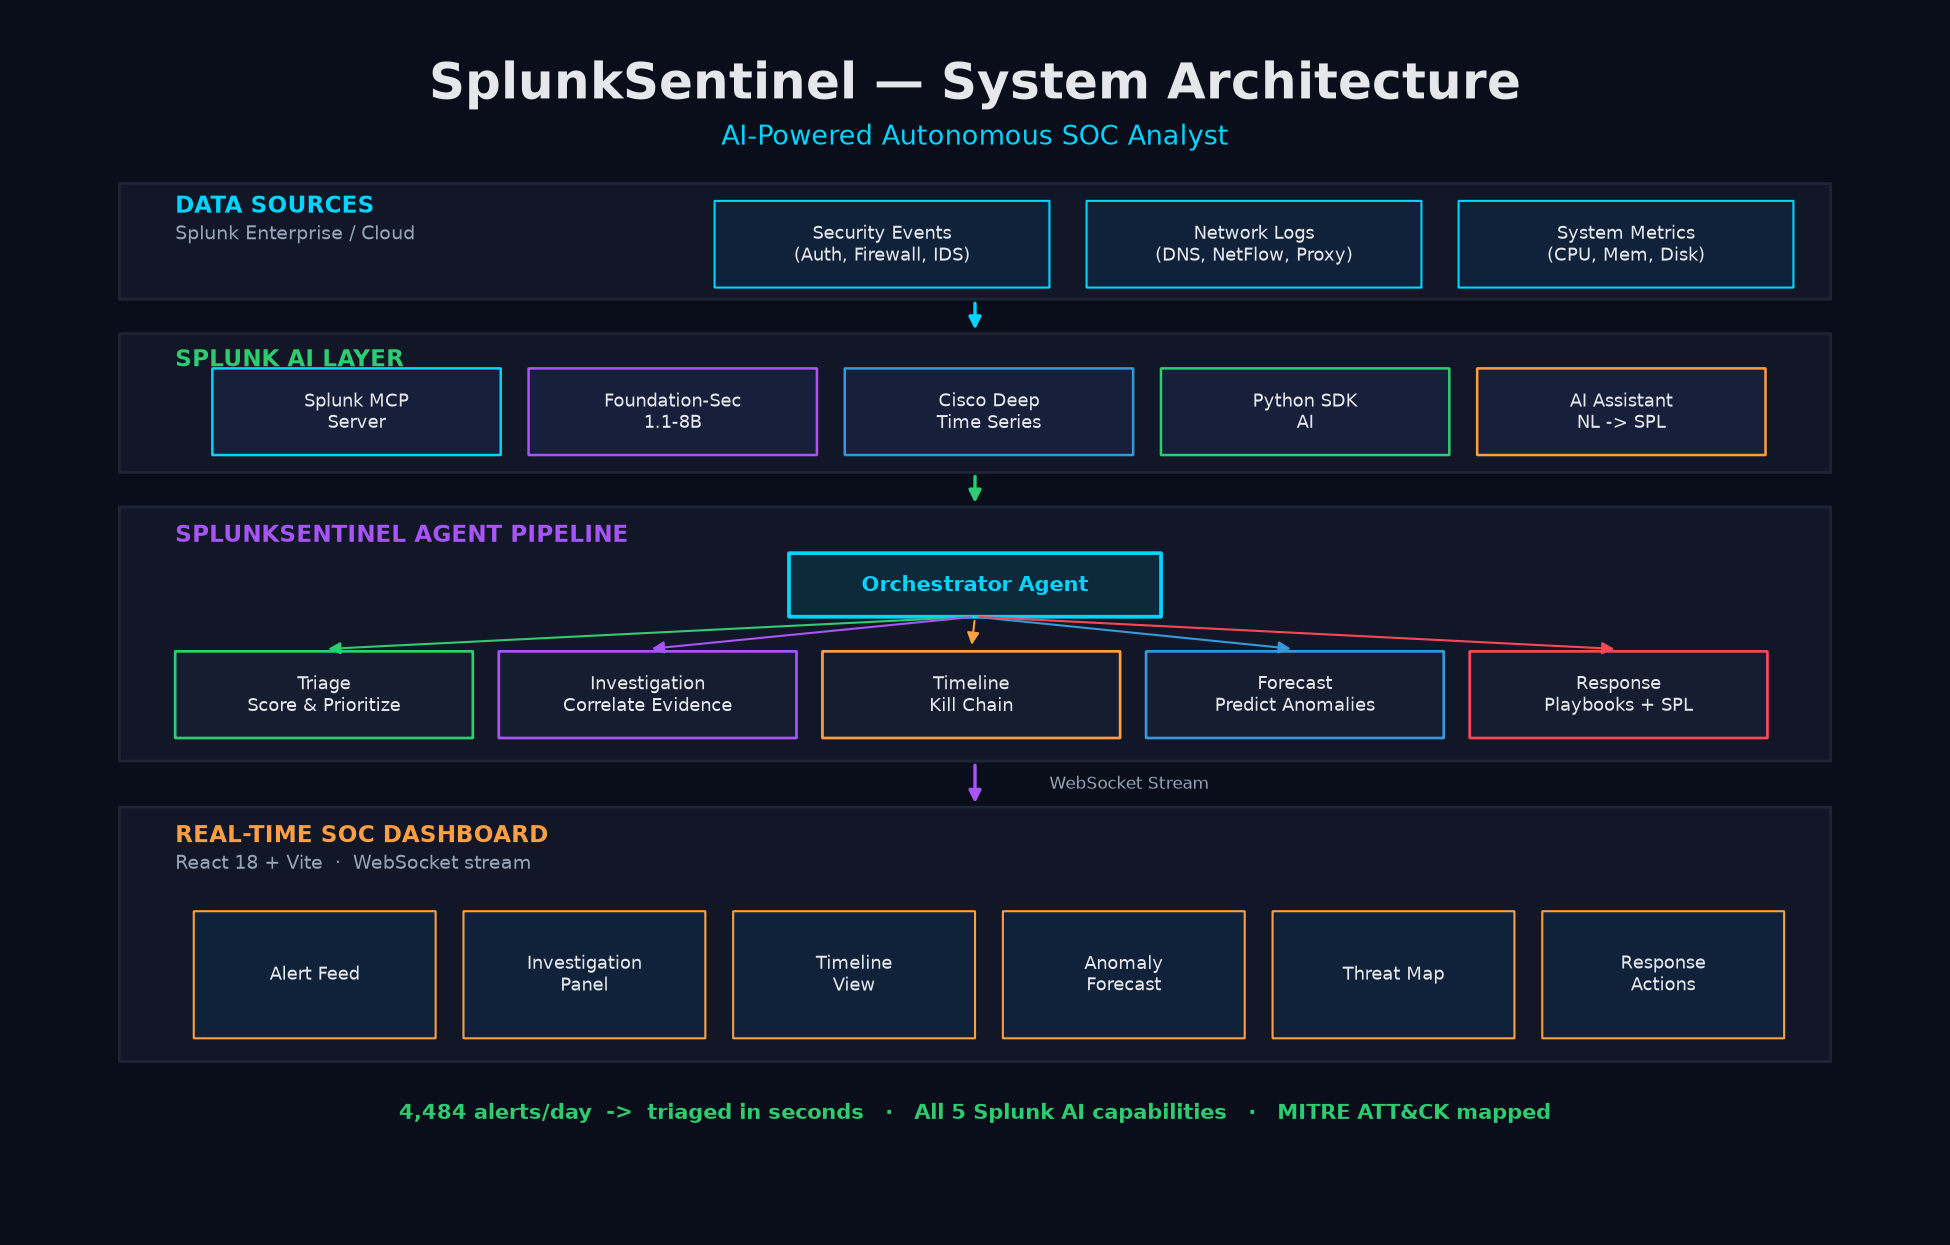 SplunkSentinel — System Architecture
AI-Powered Autonomous SOC Analyst
DATA SOURCES
Splunk Enterprise / Cloud
Security Events
(Auth, Firewall, IDS)
Network Logs
(DNS, NetFlow, Proxy)
System Metrics
(CPU, Mem, Disk)
SPLUNK AI LAYER
Splunk MCP
Server
Foundation-Sec
1.1-8B
Cisco Deep
Time Series
Python SDK
AI
AI Assistant
NL -> SPL
SPLUNKSENTINEL AGENT PIPELINE
Orchestrator Agent
Triage
Score & Prioritize
Investigation
Correlate Evidence
Timeline
Kill Chain
Forecast
Predict Anomalies
Response
Playbooks + SPL
WebSocket Stream
REAL-TIME SOC DASHBOARD
React 18 + Vite · WebSocket stream
Alert Feed
Investigation
Panel
Timeline
View
Anomaly
Forecast
Threat Map
Response
Actions
4,484 alerts/day -> triaged in seconds · All 5 Splunk AI capabilities · MITRE ATT&CK mapped